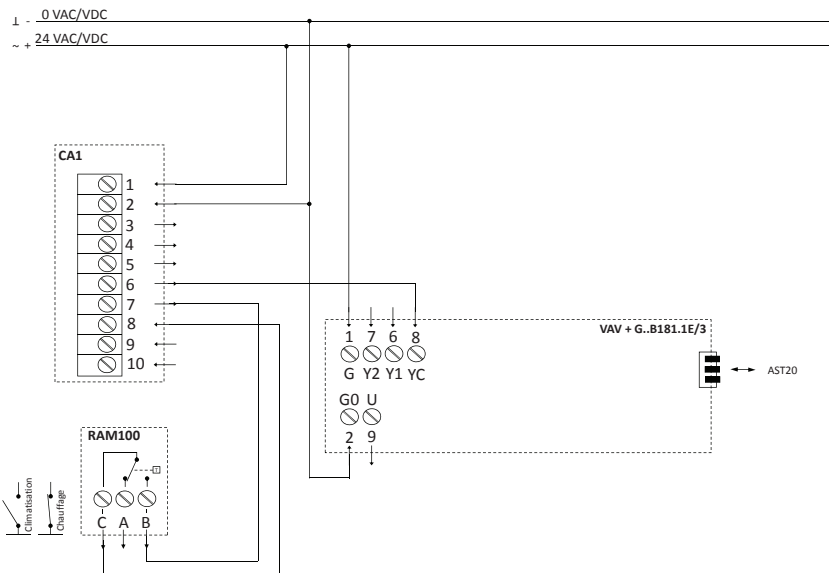 ⊥ - 0 VAC/VDC
~ + 24 VAC/VDC
CA1
1
2
3
4
5
6
7
8
9
10
VAV + G..B181.1E/3
1 7 6 8
G Y2 Y1 YC
G0 U
2 9
AST20
RAM100
T
C A B
Climatisation
Chauffage